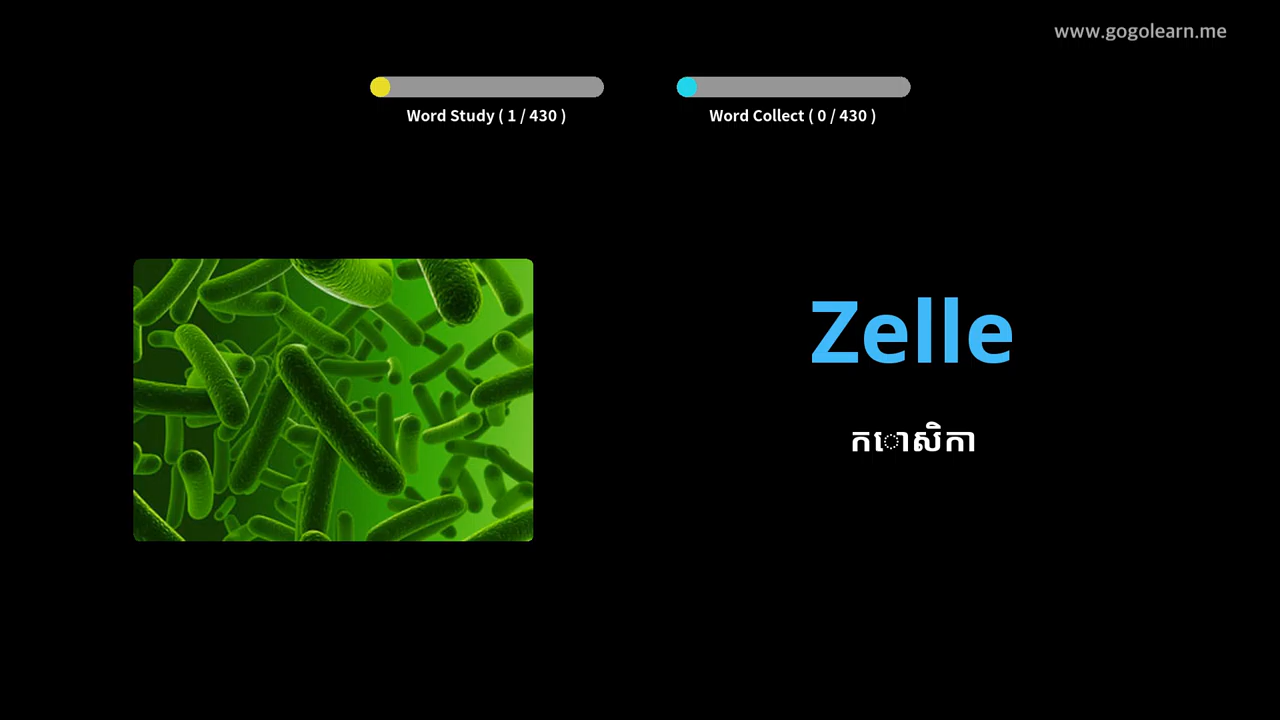 www.gogolearn.me
Word Study ( 1 / 430 )
Word Collect ( 0 / 430 )
Zelle
កោសិកា